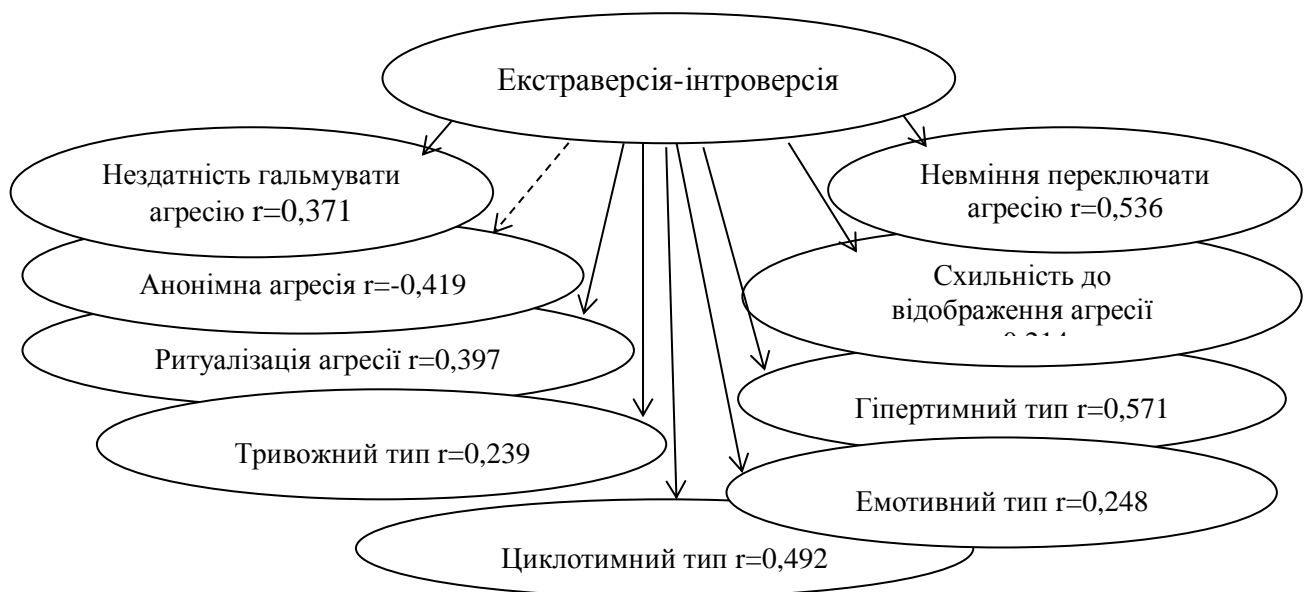 Екстраверсія-інтроверсія
Нездатність гальмувати
агресію r=0,371
Невміння переключати
агресію r=0,536
Анонімна агресія r=-0,419
Схильність до
відображення агресії
Ритуалізація агресії r=0,397
Гіпертимний тип r=0,571
Тривожний тип r=0,239
Емотивний тип r=0,248
Циклотимний тип r=0,492